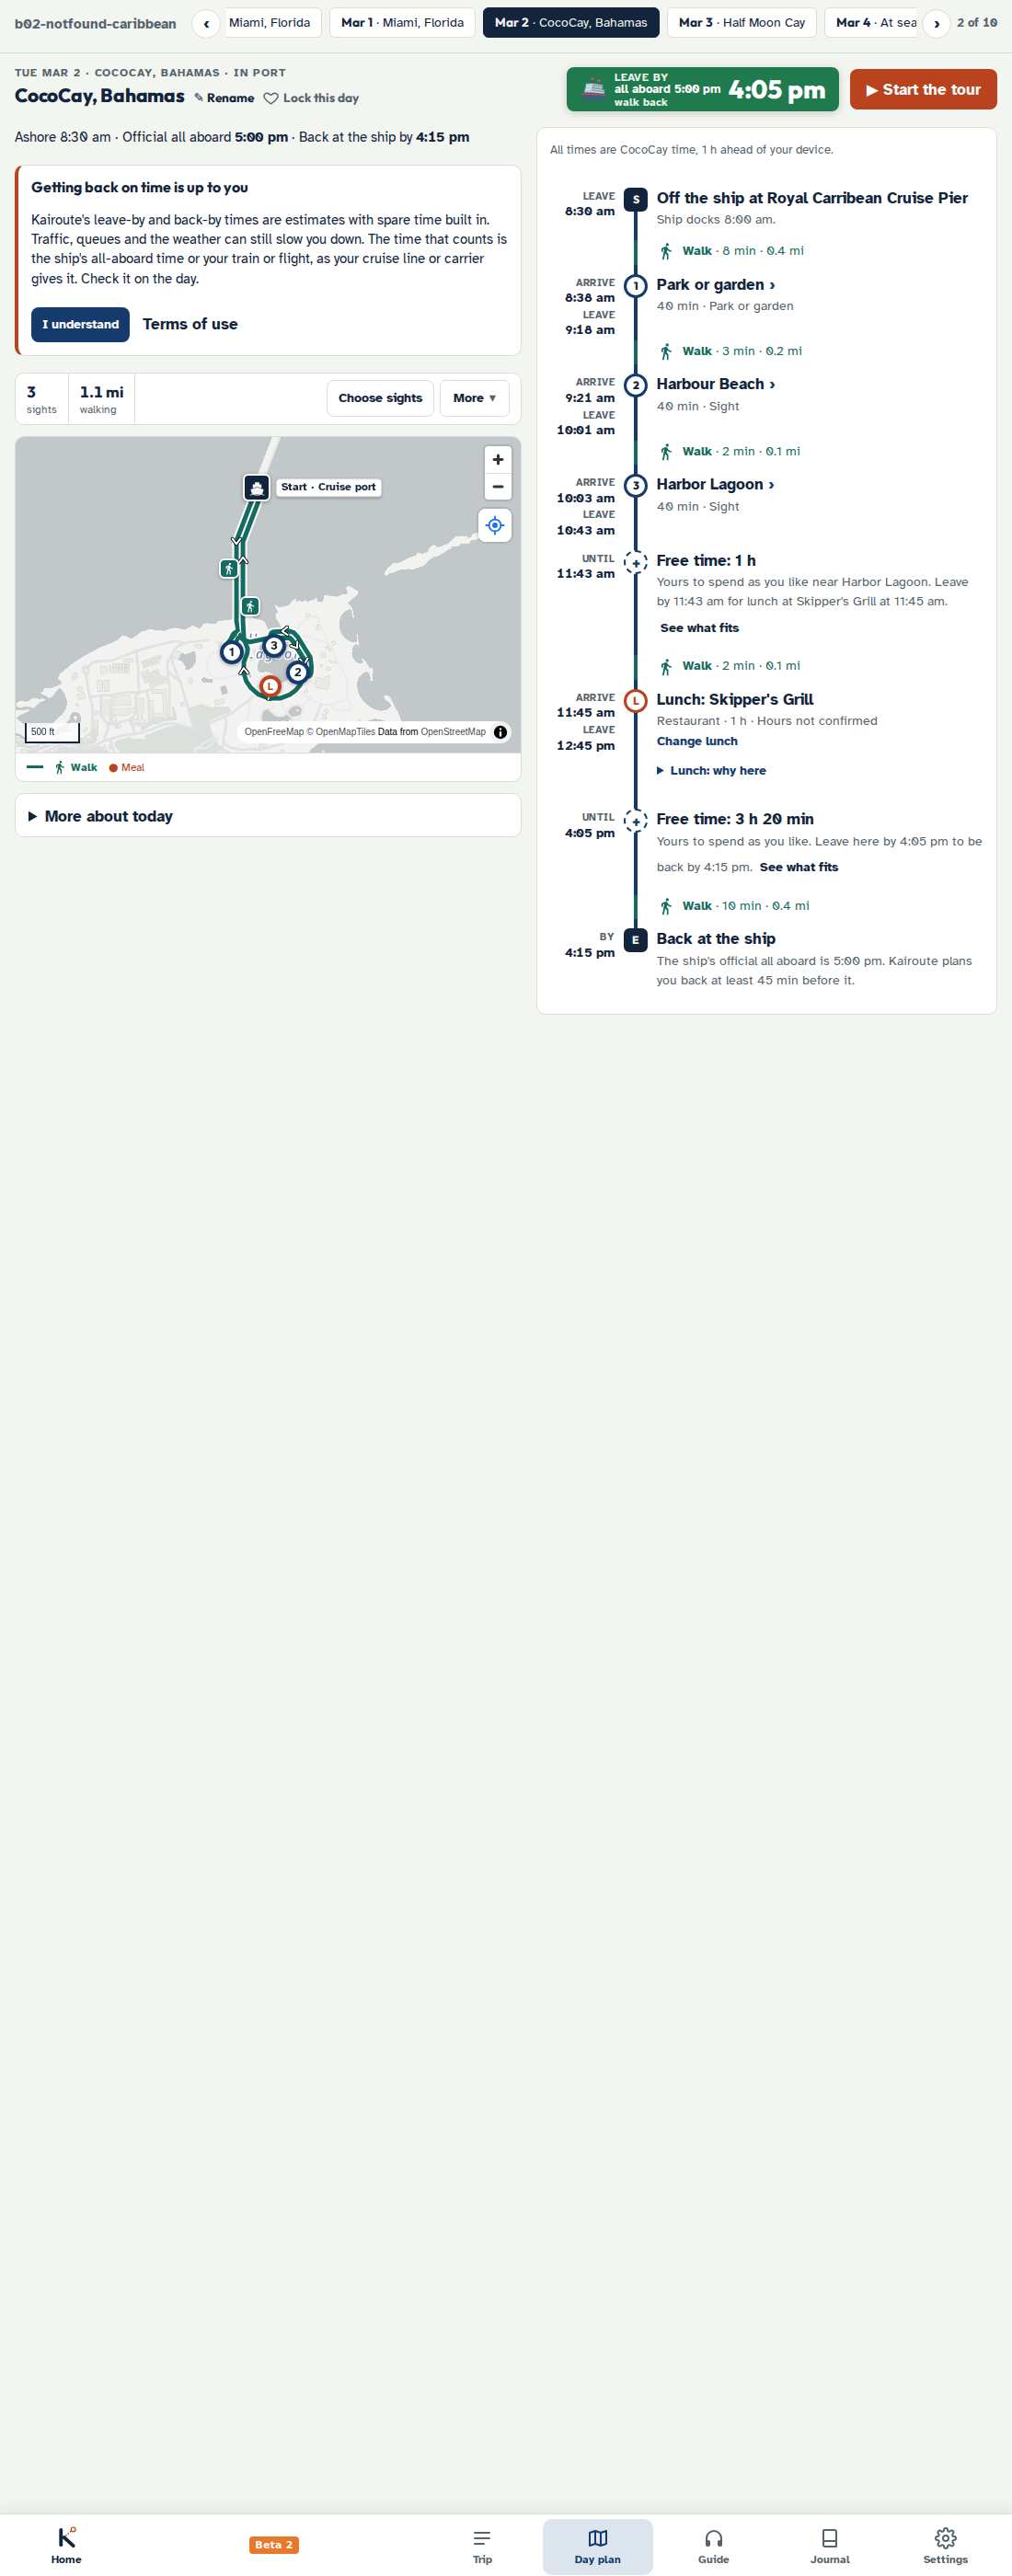 b02-notfound-caribbean
‹
Miami, Florida
Mar 1 · Miami, Florida
Mar 2 · CocoCay, Bahamas
Mar 3 · Half Moon Cay
Mar 4 · At sea
›
2 of 10
TUE MAR 2 · COCOCAY, BAHAMAS · IN PORT
CocoCay, Bahamas
✎ Rename
Lock this day
LEAVE BY
all aboard 5:00 pm
walk back
4:05 pm
▶ Start the tour
Ashore 8:30 am · Official all aboard 5:00 pm · Back at the ship by 4:15 pm
Getting back on time is up to you
Kairoute's leave-by and back-by times are estimates with spare time built in.
Traffic, queues and the weather can still slow you down. The time that counts is
the ship's all-aboard time or your train or flight, as your cruise line or carrier
gives it. Check it on the day.
I understand
Terms of use
3
sights
1.1 mi
walking
Choose sights
More ▼
Start · Cruise port
+
−
1
3
2
L
500 ft
OpenFreeMap © OpenMapTiles Data from OpenStreetMap
Walk
Meal
▶ More about today
All times are CocoCay time, 1 h ahead of your device.
LEAVE
8:30 am
S
Off the ship at Royal Carribean Cruise Pier
Ship docks 8:00 am.
Walk · 8 min · 0.4 mi
ARRIVE
8:38 am
LEAVE
9:18 am
1
Park or garden ›
40 min · Park or garden
Walk · 3 min · 0.2 mi
ARRIVE
9:21 am
LEAVE
10:01 am
2
Harbour Beach ›
40 min · Sight
Walk · 2 min · 0.1 mi
ARRIVE
10:03 am
LEAVE
10:43 am
3
Harbor Lagoon ›
40 min · Sight
UNTIL
11:43 am
+
Free time: 1 h
Yours to spend as you like near Harbor Lagoon. Leave
by 11:43 am for lunch at Skipper's Grill at 11:45 am.
See what fits
Walk · 2 min · 0.1 mi
ARRIVE
11:45 am
LEAVE
12:45 pm
L
Lunch: Skipper's Grill
Restaurant · 1 h · Hours not confirmed
Change lunch
▶ Lunch: why here
UNTIL
4:05 pm
+
Free time: 3 h 20 min
Yours to spend as you like. Leave here by 4:05 pm to be
back by 4:15 pm. See what fits
Walk · 10 min · 0.4 mi
BY
4:15 pm
E
Back at the ship
The ship's official all aboard is 5:00 pm. Kairoute plans
you back at least 45 min before it.
Home
Beta 2
Trip
Day plan
Guide
Journal
Settings